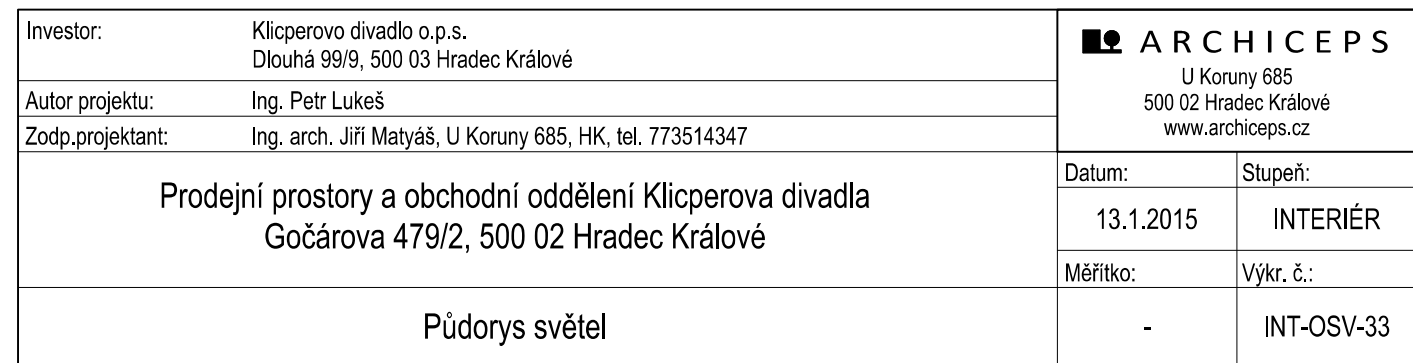 Investor: Klicperovo divadlo o.p.s.
Dlouhá 99/9, 500 03 Hradec Králové
Autor projektu: Ing. Petr Lukeš
Zodp.projektant: Ing. arch. Jiří Matyáš, U Koruny 685, HK, tel. 773514347
ARCHICEPS
U Koruny 685
500 02 Hradec Králové
www.archiceps.cz
Prodejní prostory a obchodní oddělení Klicperova divadla
Gočárova 479/2, 500 02 Hradec Králové
Datum: Stupeň:
13.1.2015 INTERIÉR
Měřítko: Výkr. č.:
Půdorys světel
- INT-OSV-33